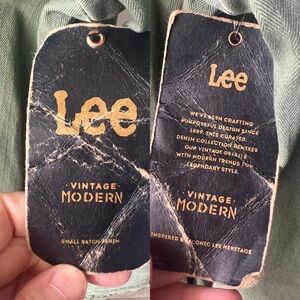 Lee
·VINTAGE·
MODERN
SMALL BATCH DENIM
Lee
WE'VE BEEN CRAFTING
PURPOSEFUL DESIGN SINCE
1889. THIS CURATED
DENIM COLLECTION REMIXES
OUR VINTAGE DETAILS
WITH MODERN TRENDS FOR
LEGENDARY STYLE.
·VINTAGE·
MODERN
INSPIRED BY ICONIC LEE HERITAGE